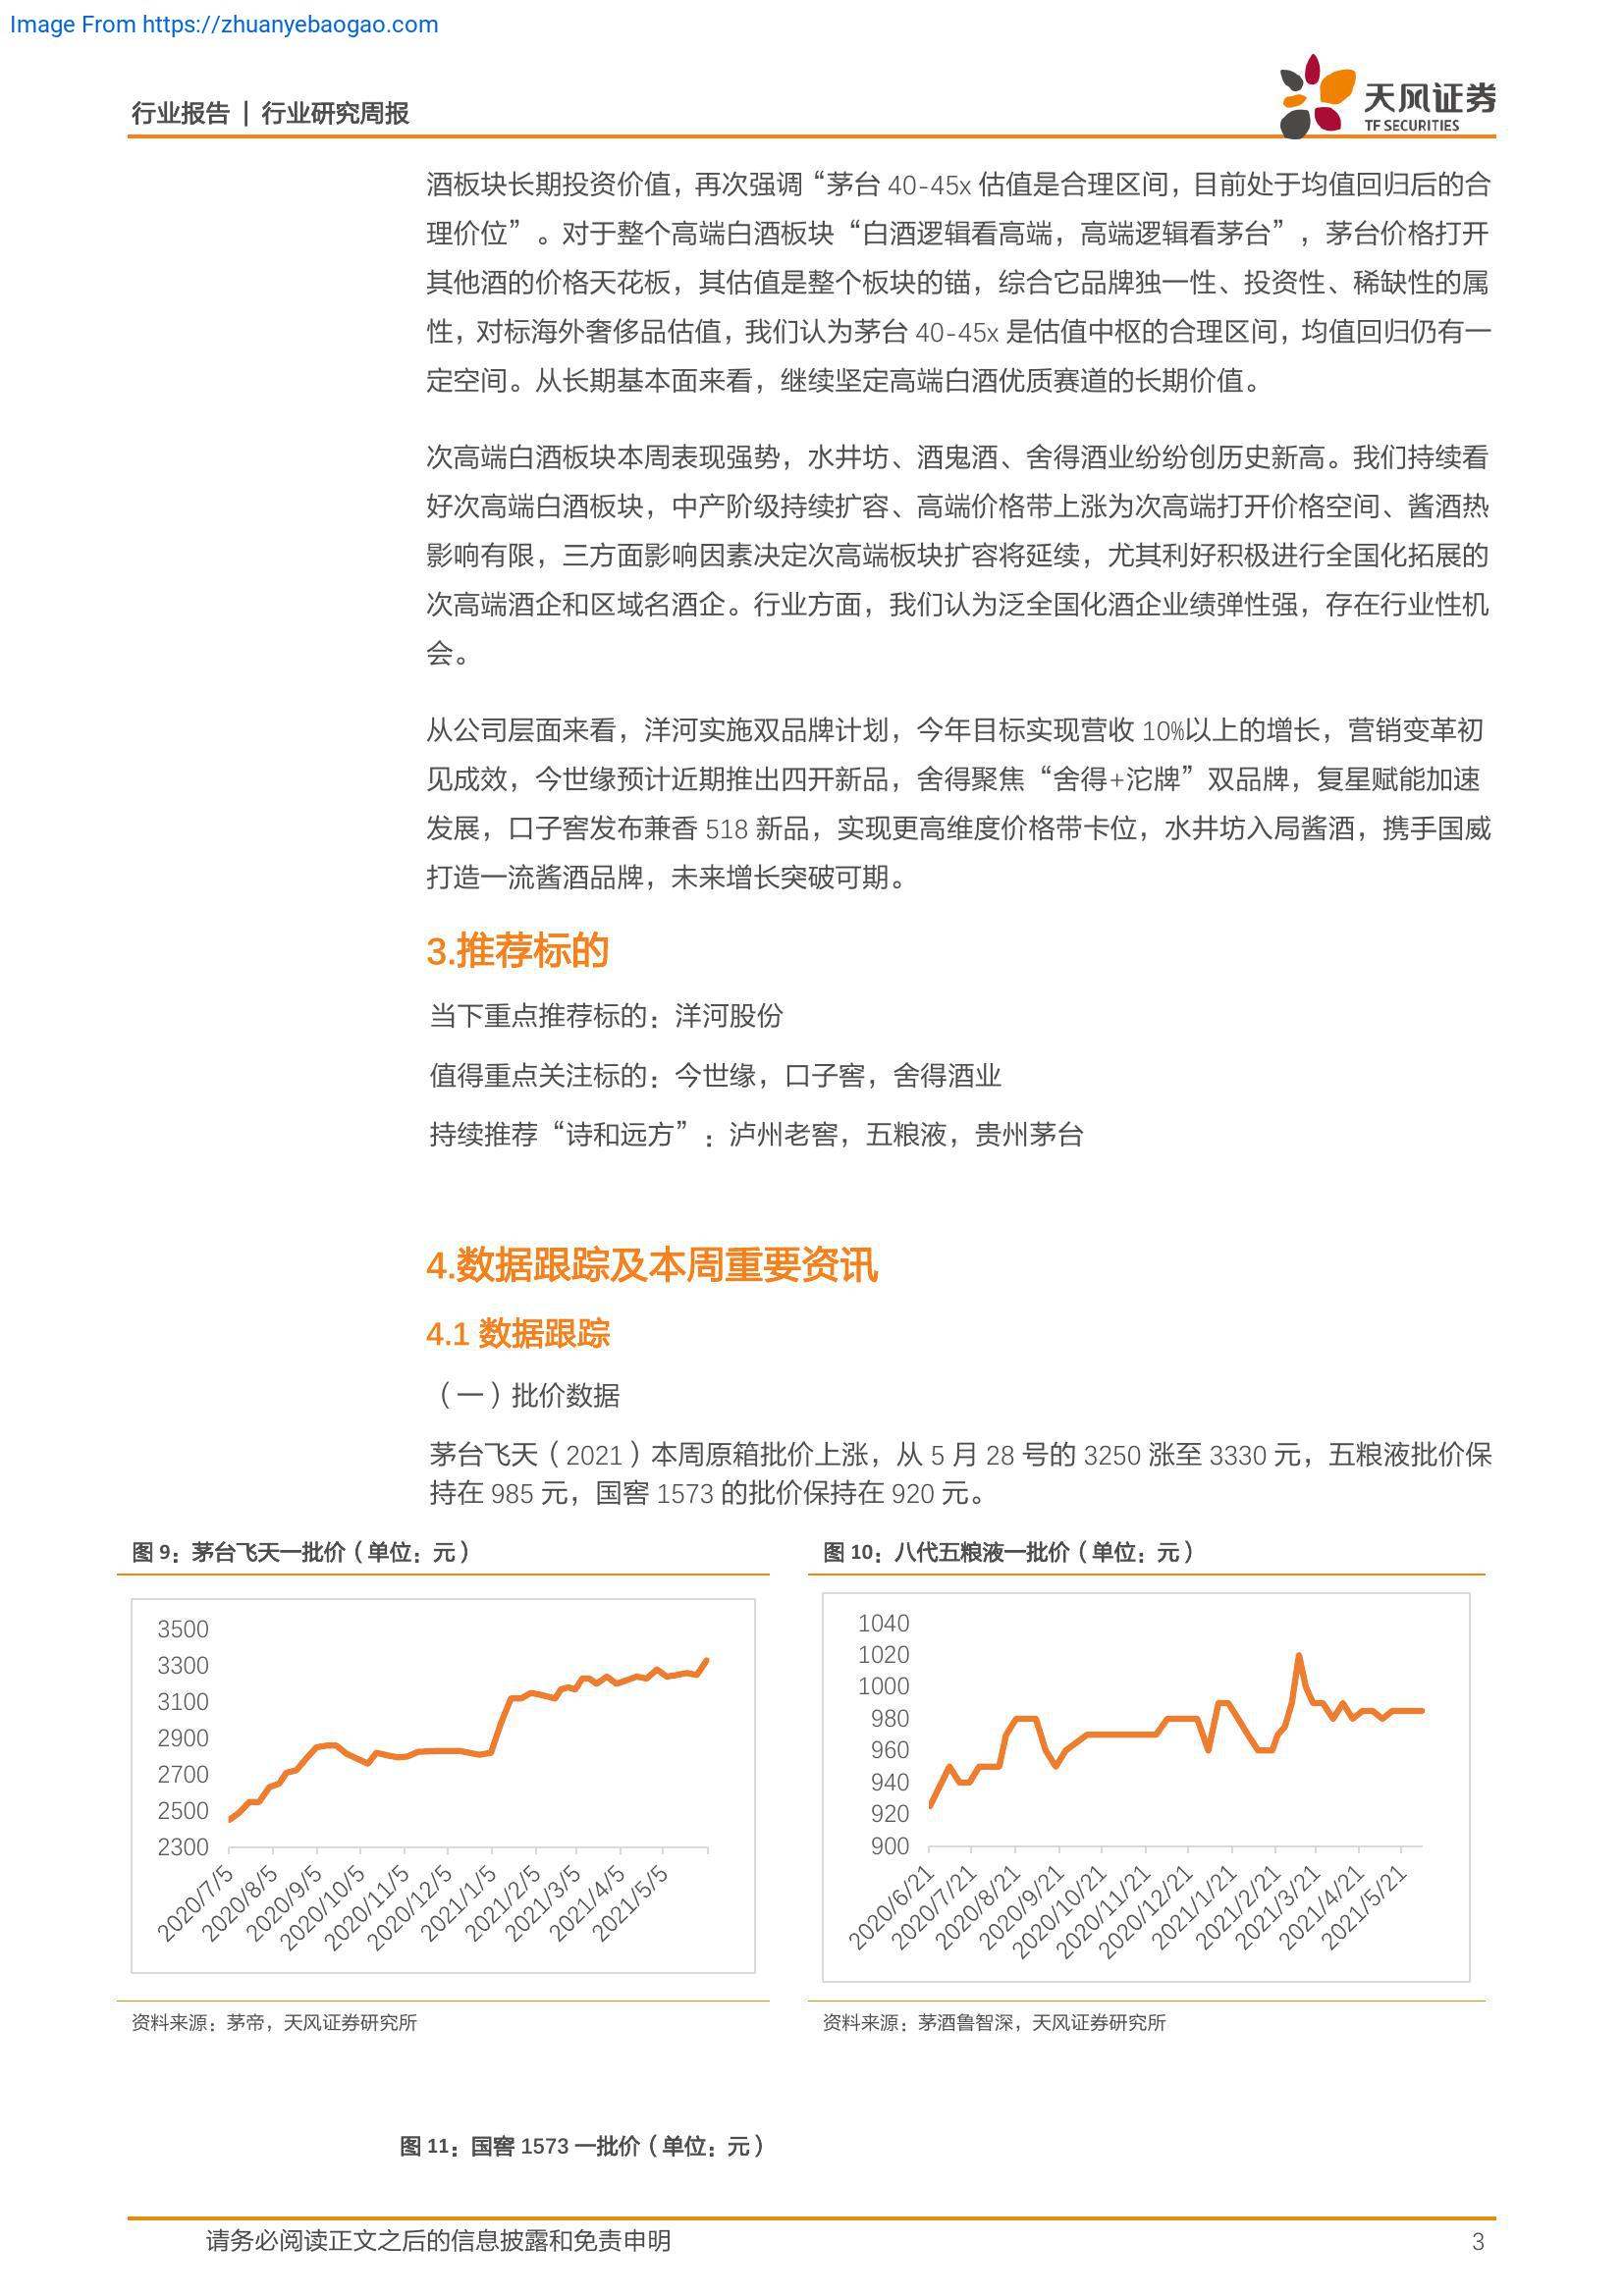 Image From https://zhuanyebaogao.com
行业报告 | 行业研究周报
天风证券
TF SECURITIES
酒板块长期投资价值，再次强调“茅台 40-45x 估值是合理区间，目前处于均值回归后的合
理价位”。对于整个高端白酒板块“白酒逻辑看高端，高端逻辑看茅台”，茅台价格打开
其他酒的价格天花板，其估值是整个板块的锚，综合它品牌独一性、投资性、稀缺性的属
性，对标海外奢侈品估值，我们认为茅台 40-45x 是估值中枢的合理区间，均值回归仍有一
定空间。从长期基本面来看，继续坚定高端白酒优质赛道的长期价值。
次高端白酒板块本周表现强势，水井坊、酒鬼酒、舍得酒业纷纷创历史新高。我们持续看
好次高端白酒板块，中产阶级持续扩容、高端价格带上涨为次高端打开价格空间、酱酒热
影响有限，三方面影响因素决定次高端板块扩容将延续，尤其利好积极进行全国化拓展的
次高端酒企和区域名酒企。行业方面，我们认为泛全国化酒企业绩弹性强，存在行业性机
会。
从公司层面来看，洋河实施双品牌计划，今年目标实现营收 10%以上的增长，营销变革初
见成效，今世缘预计近期推出四开新品，舍得聚焦“舍得+沱牌”双品牌，复星赋能加速
发展，口子窖发布兼香 518 新品，实现更高维度价格带卡位，水井坊入局酱酒，携手国威
打造一流酱酒品牌，未来增长突破可期。
3.推荐标的
当下重点推荐标的：洋河股份
值得重点关注标的：今世缘，口子窖，舍得酒业
持续推荐“诗和远方”：泸州老窖，五粮液，贵州茅台
4.数据跟踪及本周重要资讯
4.1 数据跟踪
（一）批价数据
茅台飞天（2021）本周原箱批价上涨，从 5 月 28 号的 3250 涨至 3330 元，五粮液批价保
持在 985 元，国窖 1573 的批价保持在 920 元。
图 9：茅台飞天一批价（单位：元）
3500
3300
3100
2900
2700
2500
2300
2020/7/5
2020/8/5
2020/9/5
2020/10/5
2020/11/5
2020/12/5
2021/1/5
2021/2/5
2021/3/5
2021/4/5
2021/5/5
资料来源：茅帝，天风证券研究所
图 10：八代五粮液一批价（单位：元）
1040
1020
1000
980
960
940
920
900
2020/6/21
2020/7/21
2020/8/21
2020/9/21
2020/10/21
2020/11/21
2020/12/21
2021/1/21
2021/2/21
2021/3/21
2021/4/21
2021/5/21
资料来源：茅酒鲁智深，天风证券研究所
图 11：国窖 1573 一批价（单位：元）
请务必阅读正文之后的信息披露和免责申明
3